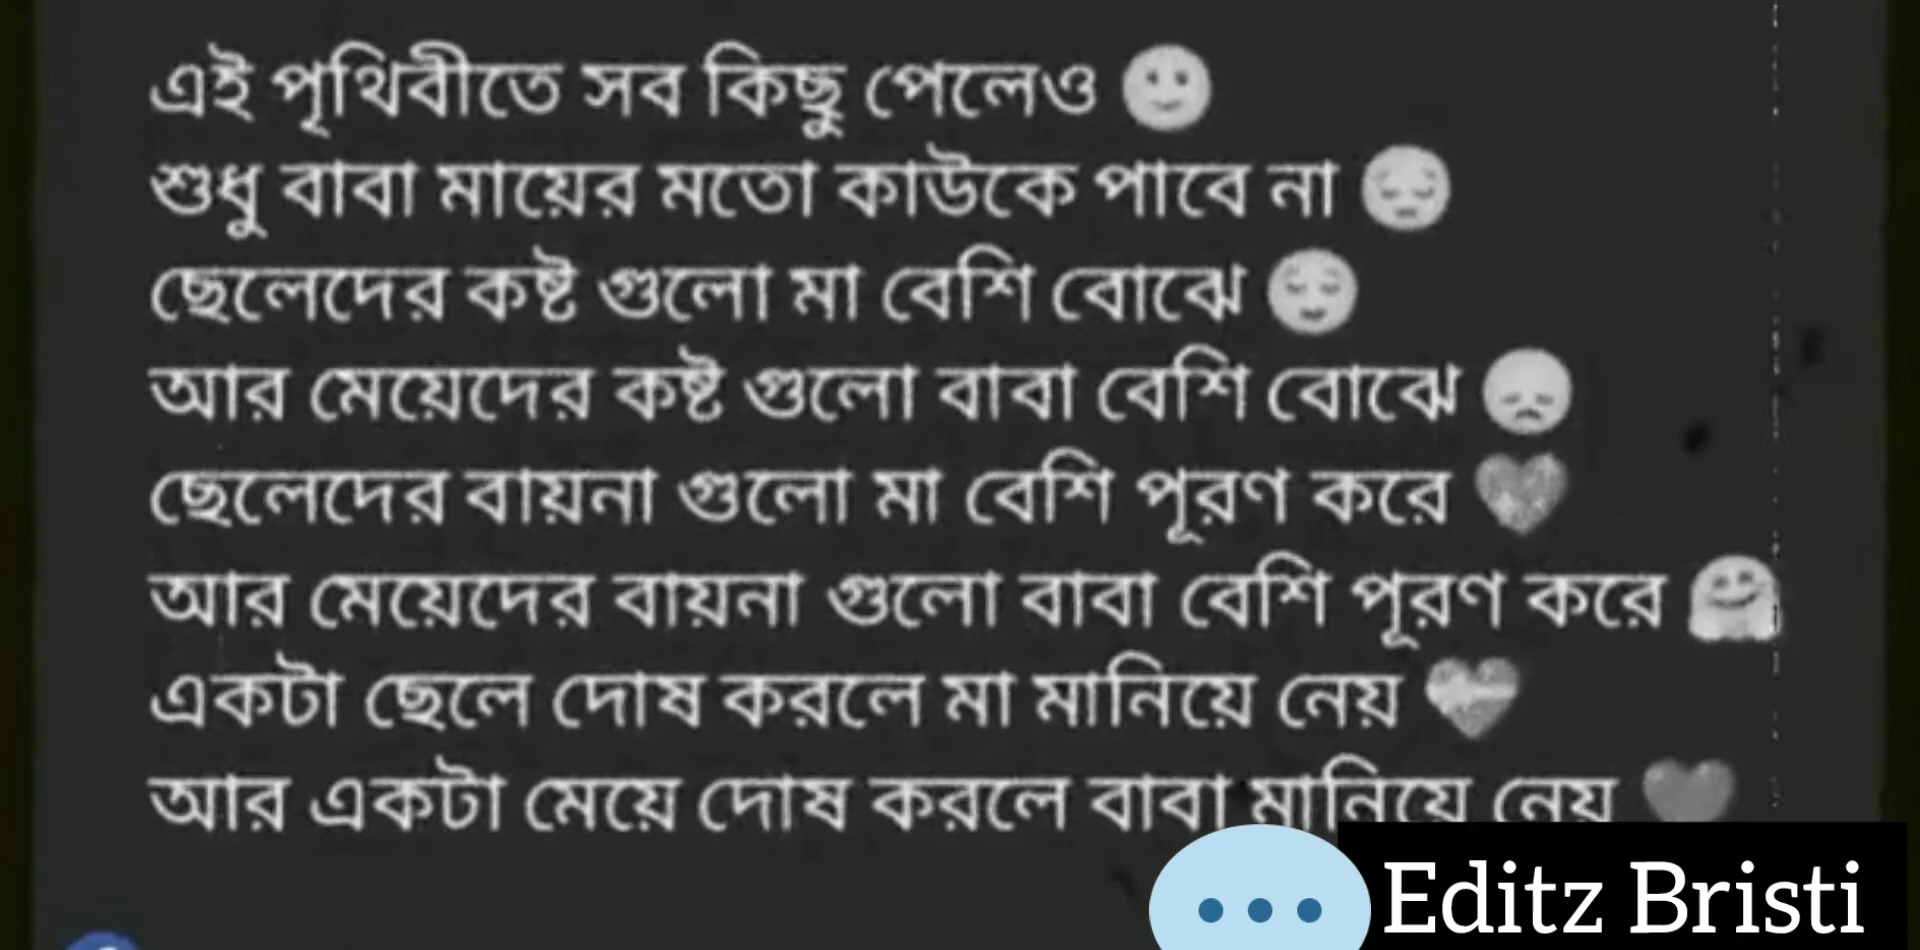 এই পৃথিবীতে সব কিছু পেলেও 🙂
শুধু বাবা মায়ের মতো কাউকে পাবে না 😔
ছেলেদের কষ্ট গুলো মা বেশি বোঝে 😌
আর মেয়েদের কষ্ট গুলো বাবা বেশি বোঝে 😞
ছেলেদের বায়না গুলো মা বেশি পূরণ করে ❤
আর মেয়েদের বায়না গুলো বাবা বেশি পূরণ করে 🤗
একটা ছেলে দোষ করলে মা মানিয়ে নেয় ❤
আর একটা মেয়ে দোষ করলে বাবা মানিয়ে নেয় ❤
Editz Bristi